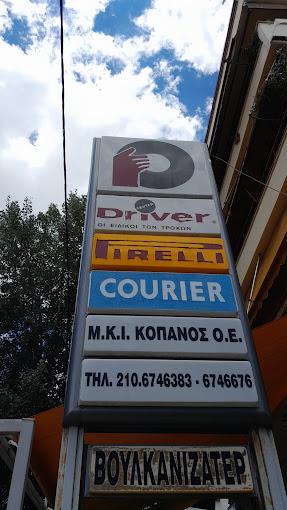 Driver®
ΟΙ ΕΙΔΙΚΟΙ ΤΩΝ ΤΡΟΧΩΝ
PIRELLI
COURIER
Μ.Κ.Ι. ΚΟΠΑΝΟΣ Ο.Ε.
ΤΗΛ. 210.6746383 - 6746676
ΒΟΥΛΚΑΝΙΖΑΤΕΡ